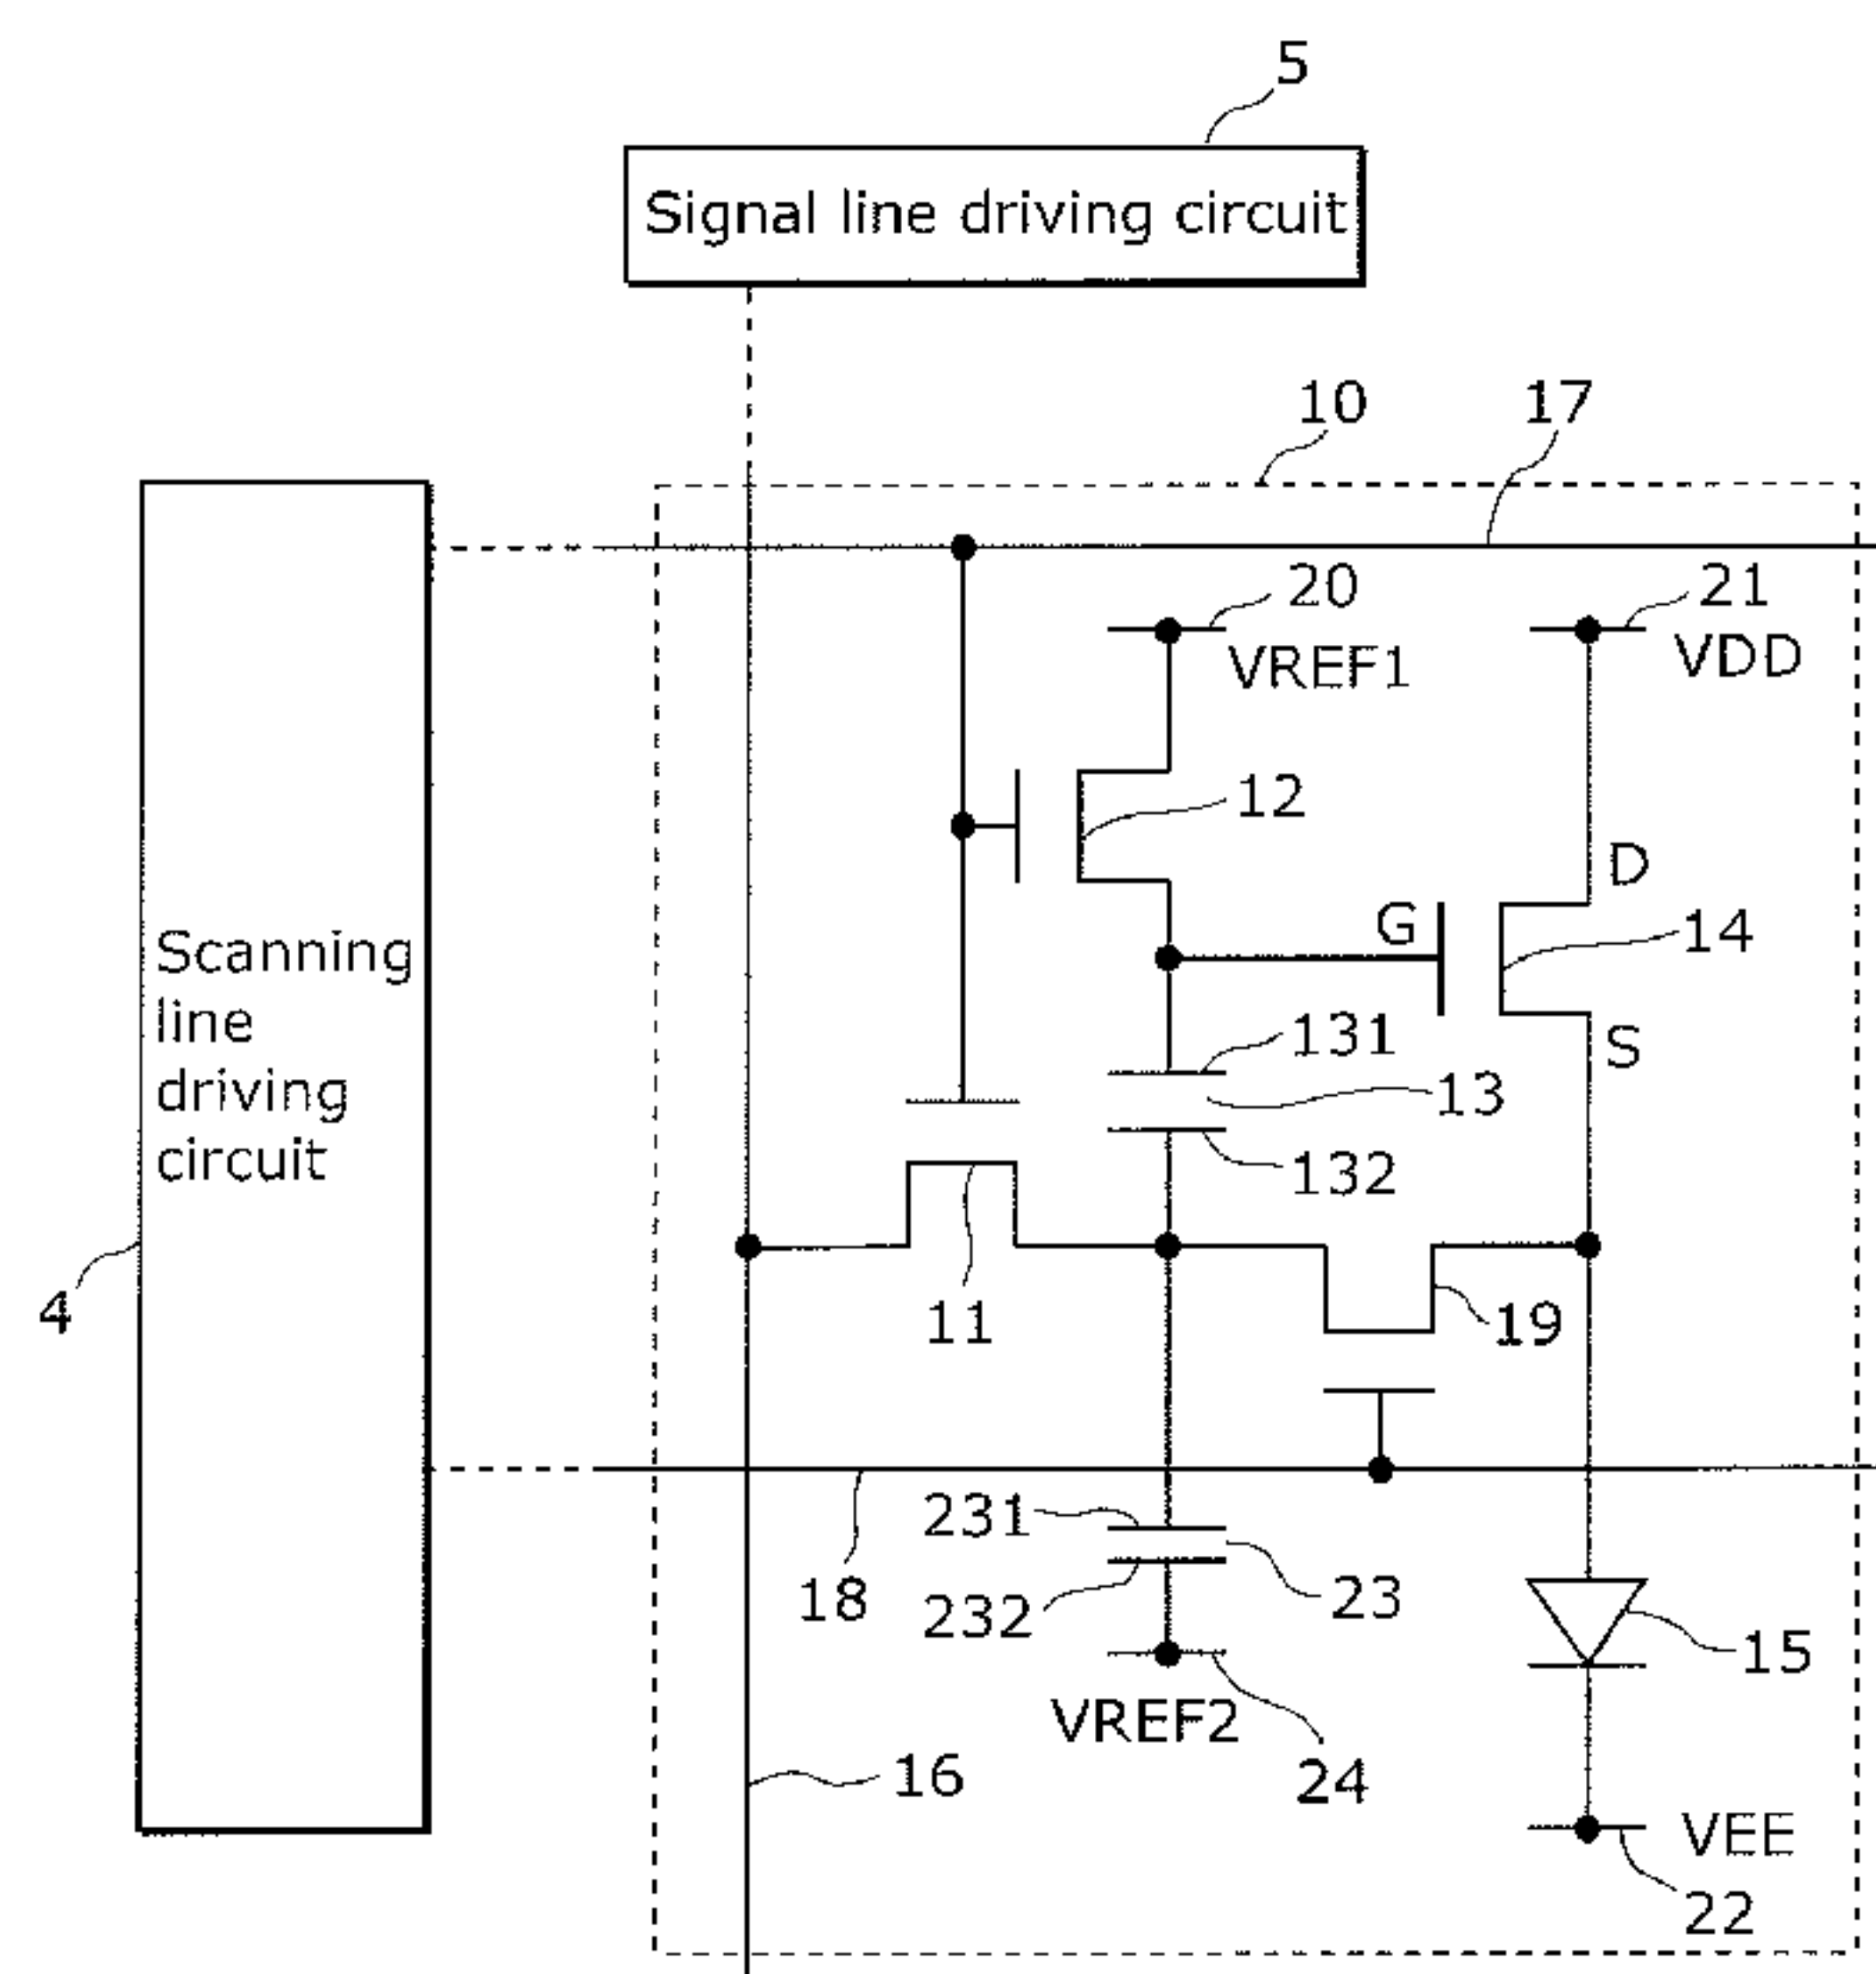 5
Signal line driving circuit
10
17
20
21
VREF1
VDD
12
D
G
14
Scanning
line
driving
circuit
S
131
13
132
4
11
19
231
18
232
23
15
VREF2
16
24
VEE
22